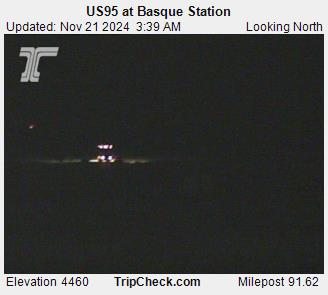 US95 at Basque Station
Updated: Nov 21 2024 3:39 AM Looking North
Elevation 4460 TripCheck.com Milepost 91.62